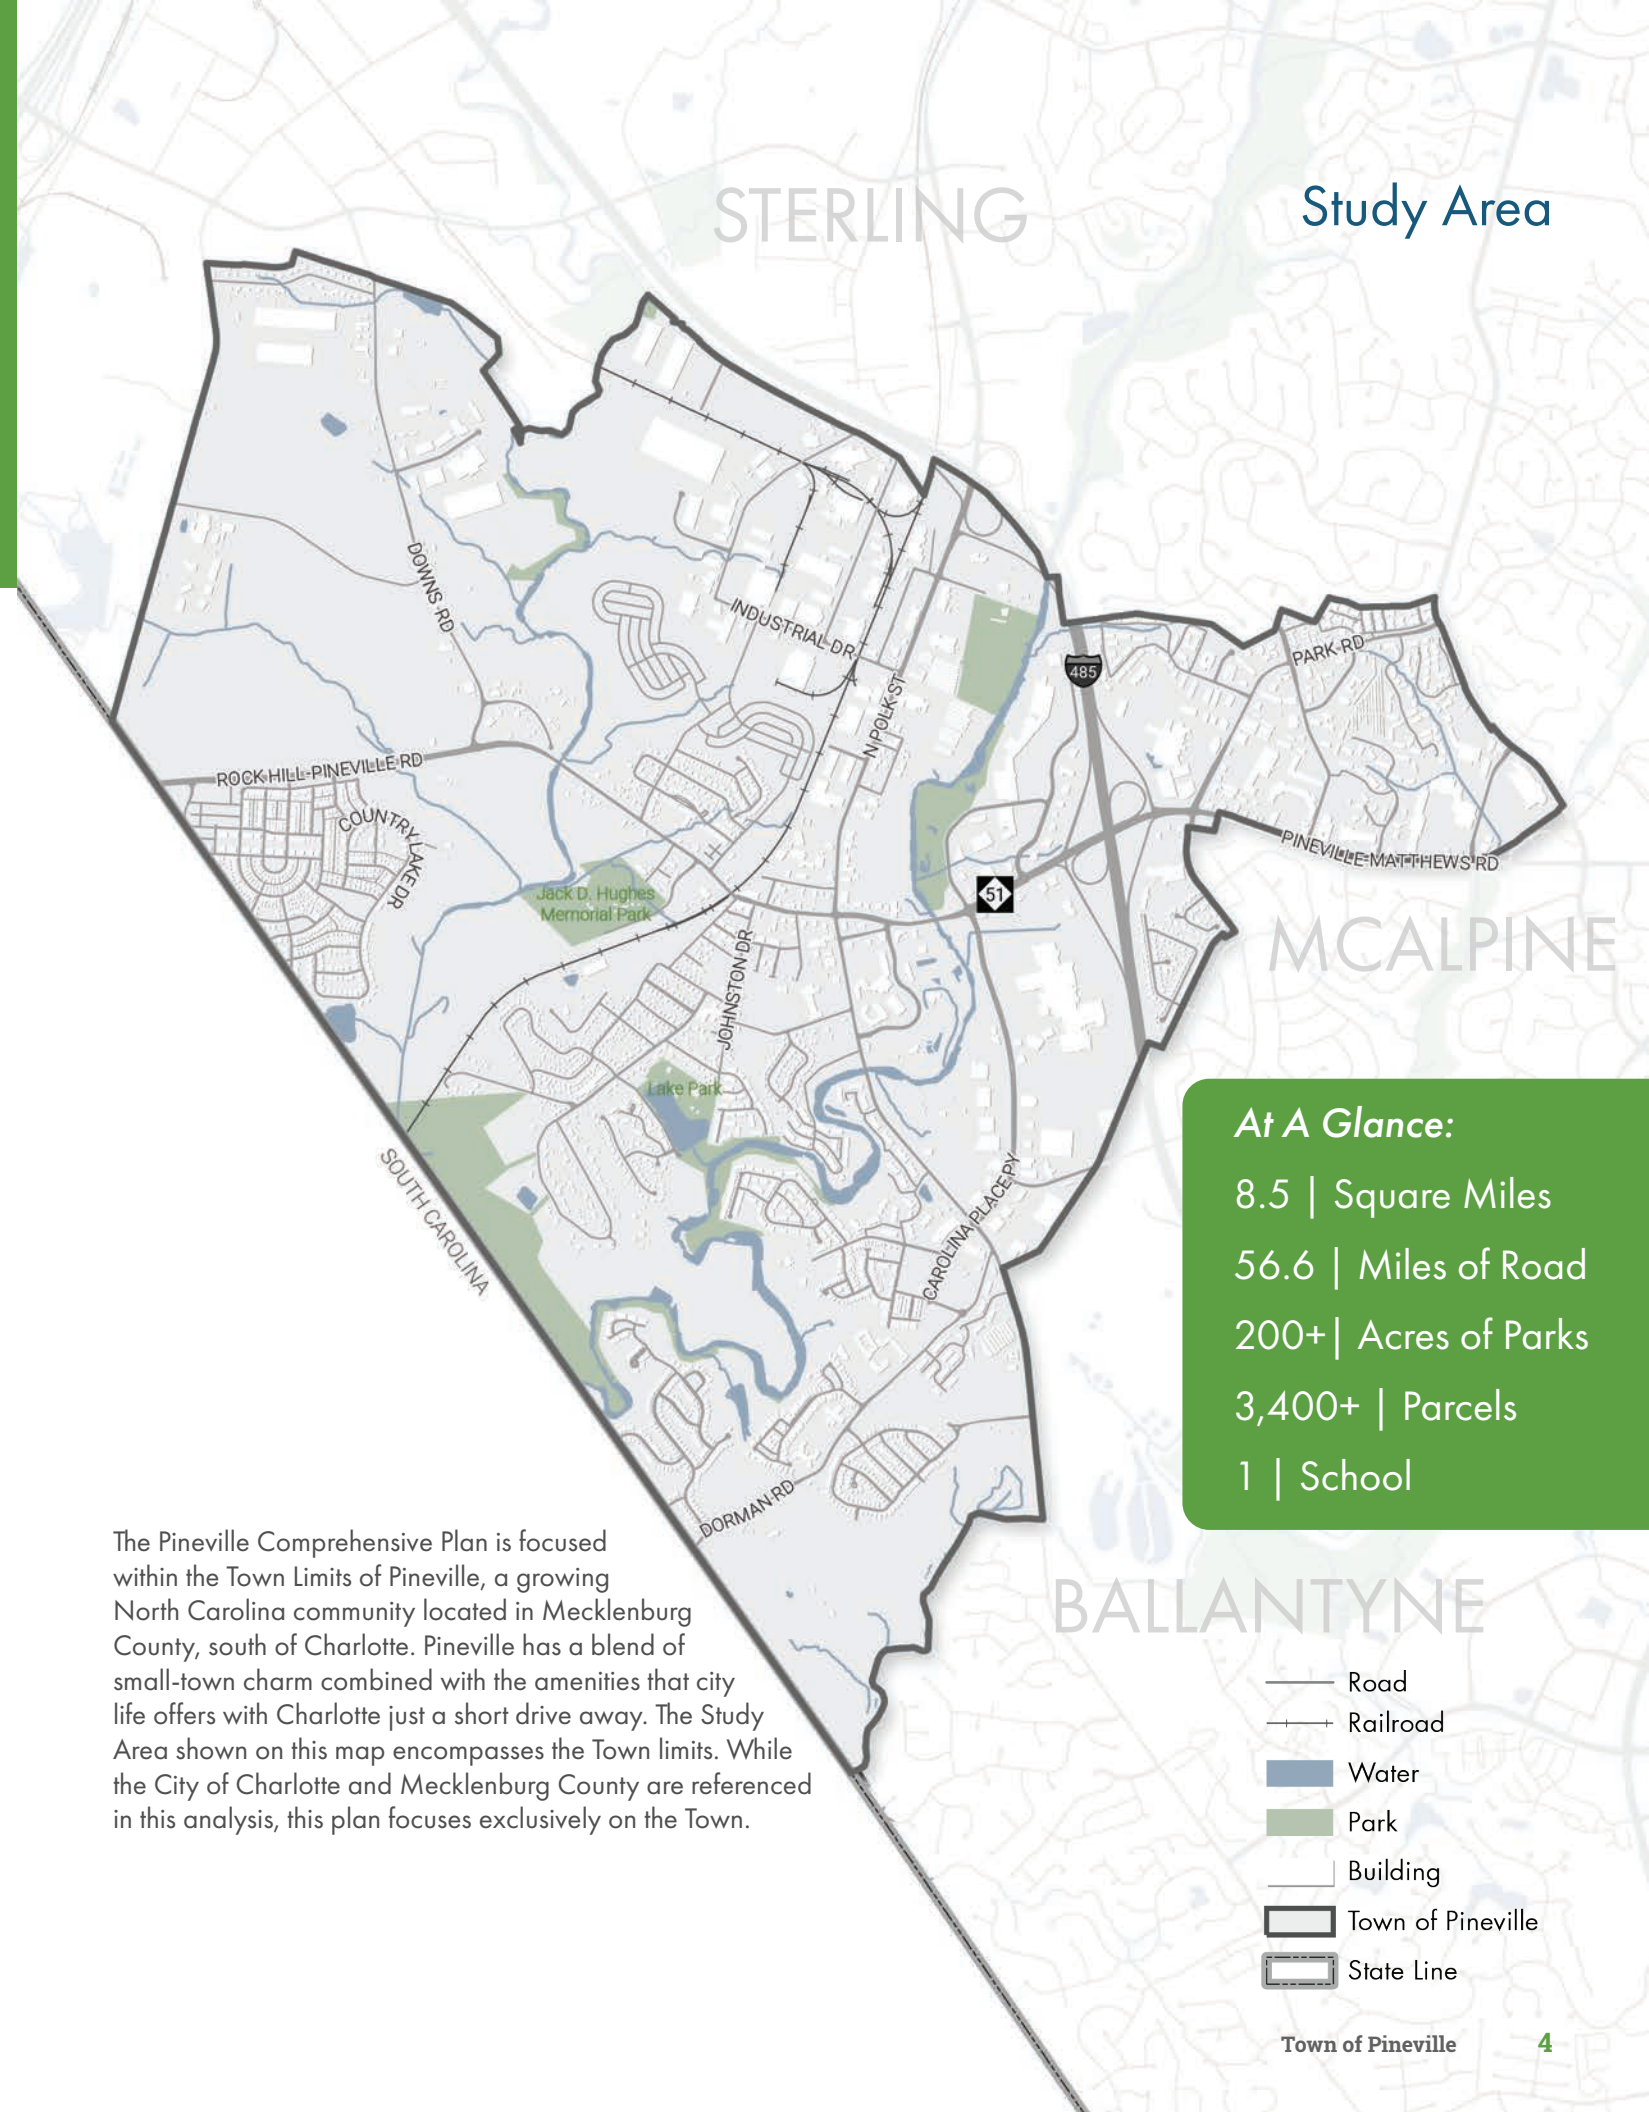 STERLING
Study Area
DOWNS RD
INDUSTRIAL DR
PARK RD
485
N POLK ST
ROCK HILL-PINEVILLE RD
COUNTRY LAKE DR
PINEVILLE-MATTHEWS RD
Jack D. Hughes
Memorial Park
51
MCALPINE
JOHNSTON DR
Lake Park
SOUTH CAROLINA
CAROLINA PLACE PY
At A Glance:
8.5 | Square Miles
56.6 | Miles of Road
200+| Acres of Parks
3,400+ | Parcels
1 | School
DORMAN RD
The Pineville Comprehensive Plan is focused
within the Town Limits of Pineville, a growing
North Carolina community located in Mecklenburg
County, south of Charlotte. Pineville has a blend of
small-town charm combined with the amenities that city
life offers with Charlotte just a short drive away. The Study
Area shown on this map encompasses the Town limits. While
the City of Charlotte and Mecklenburg County are referenced
in this analysis, this plan focuses exclusively on the Town.
BALLANTYNE
Road
Railroad
Water
Park
Building
Town of Pineville
State Line
Town of Pineville 4